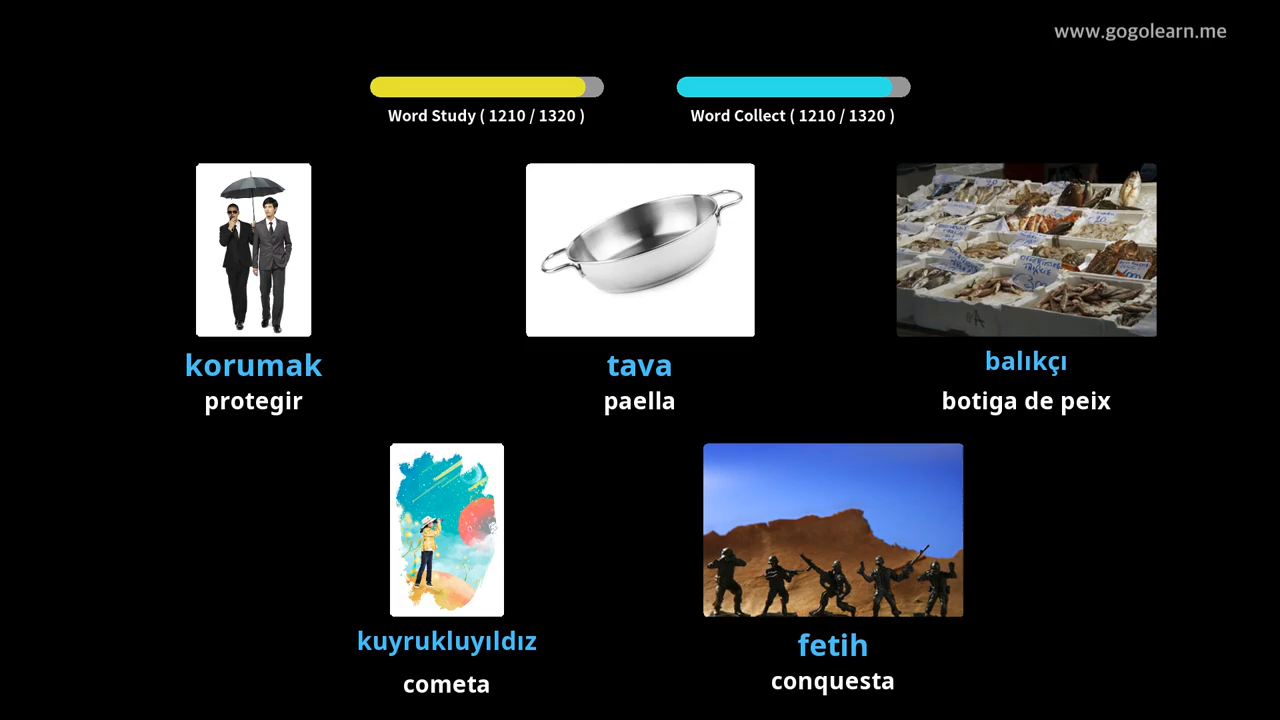 www.gogolearn.me
Word Study ( 1210 / 1320 )
Word Collect ( 1210 / 1320 )
korumak
protegir
tava
paella
balıkçı
botiga de peix
kuyrukluyıldız
cometa
fetih
conquesta